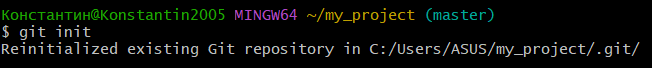 Константин@Konstantin2005 MINGW64 ~/my_project (master)
$ git init
Reinitialized existing Git repository in C:/Users/ASUS/my_project/.git/